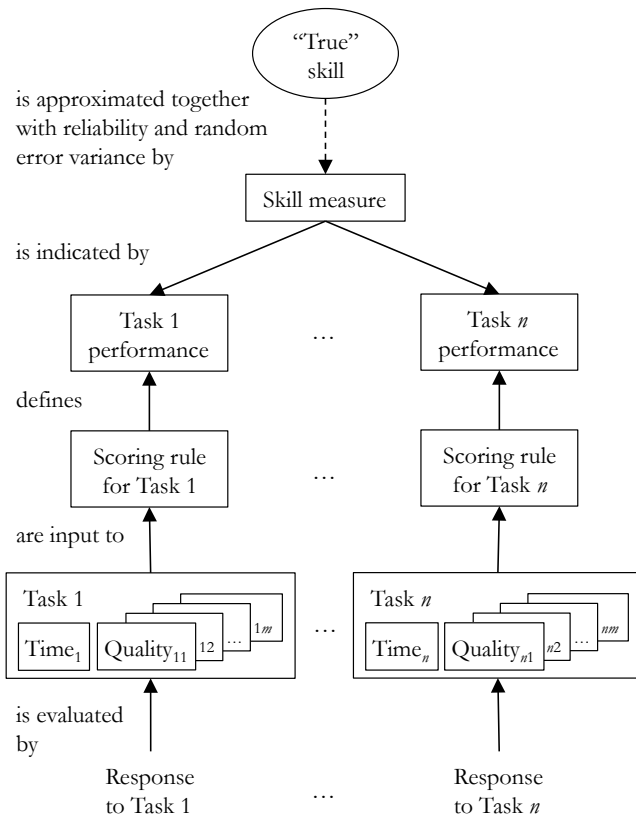 “True”
skill
is approximated together
with reliability and random
error variance by
Skill measure
is indicated by
Task 1
performance
...
Task n
performance
defines
Scoring rule
for Task 1
...
Scoring rule
for Task n
are input to
Task 1
Time1
Quality11
12
...
1m
...
Task n
Timen
Qualityn1
n2
...
nm
is evaluated
by
Response
to Task 1
...
Response
to Task n